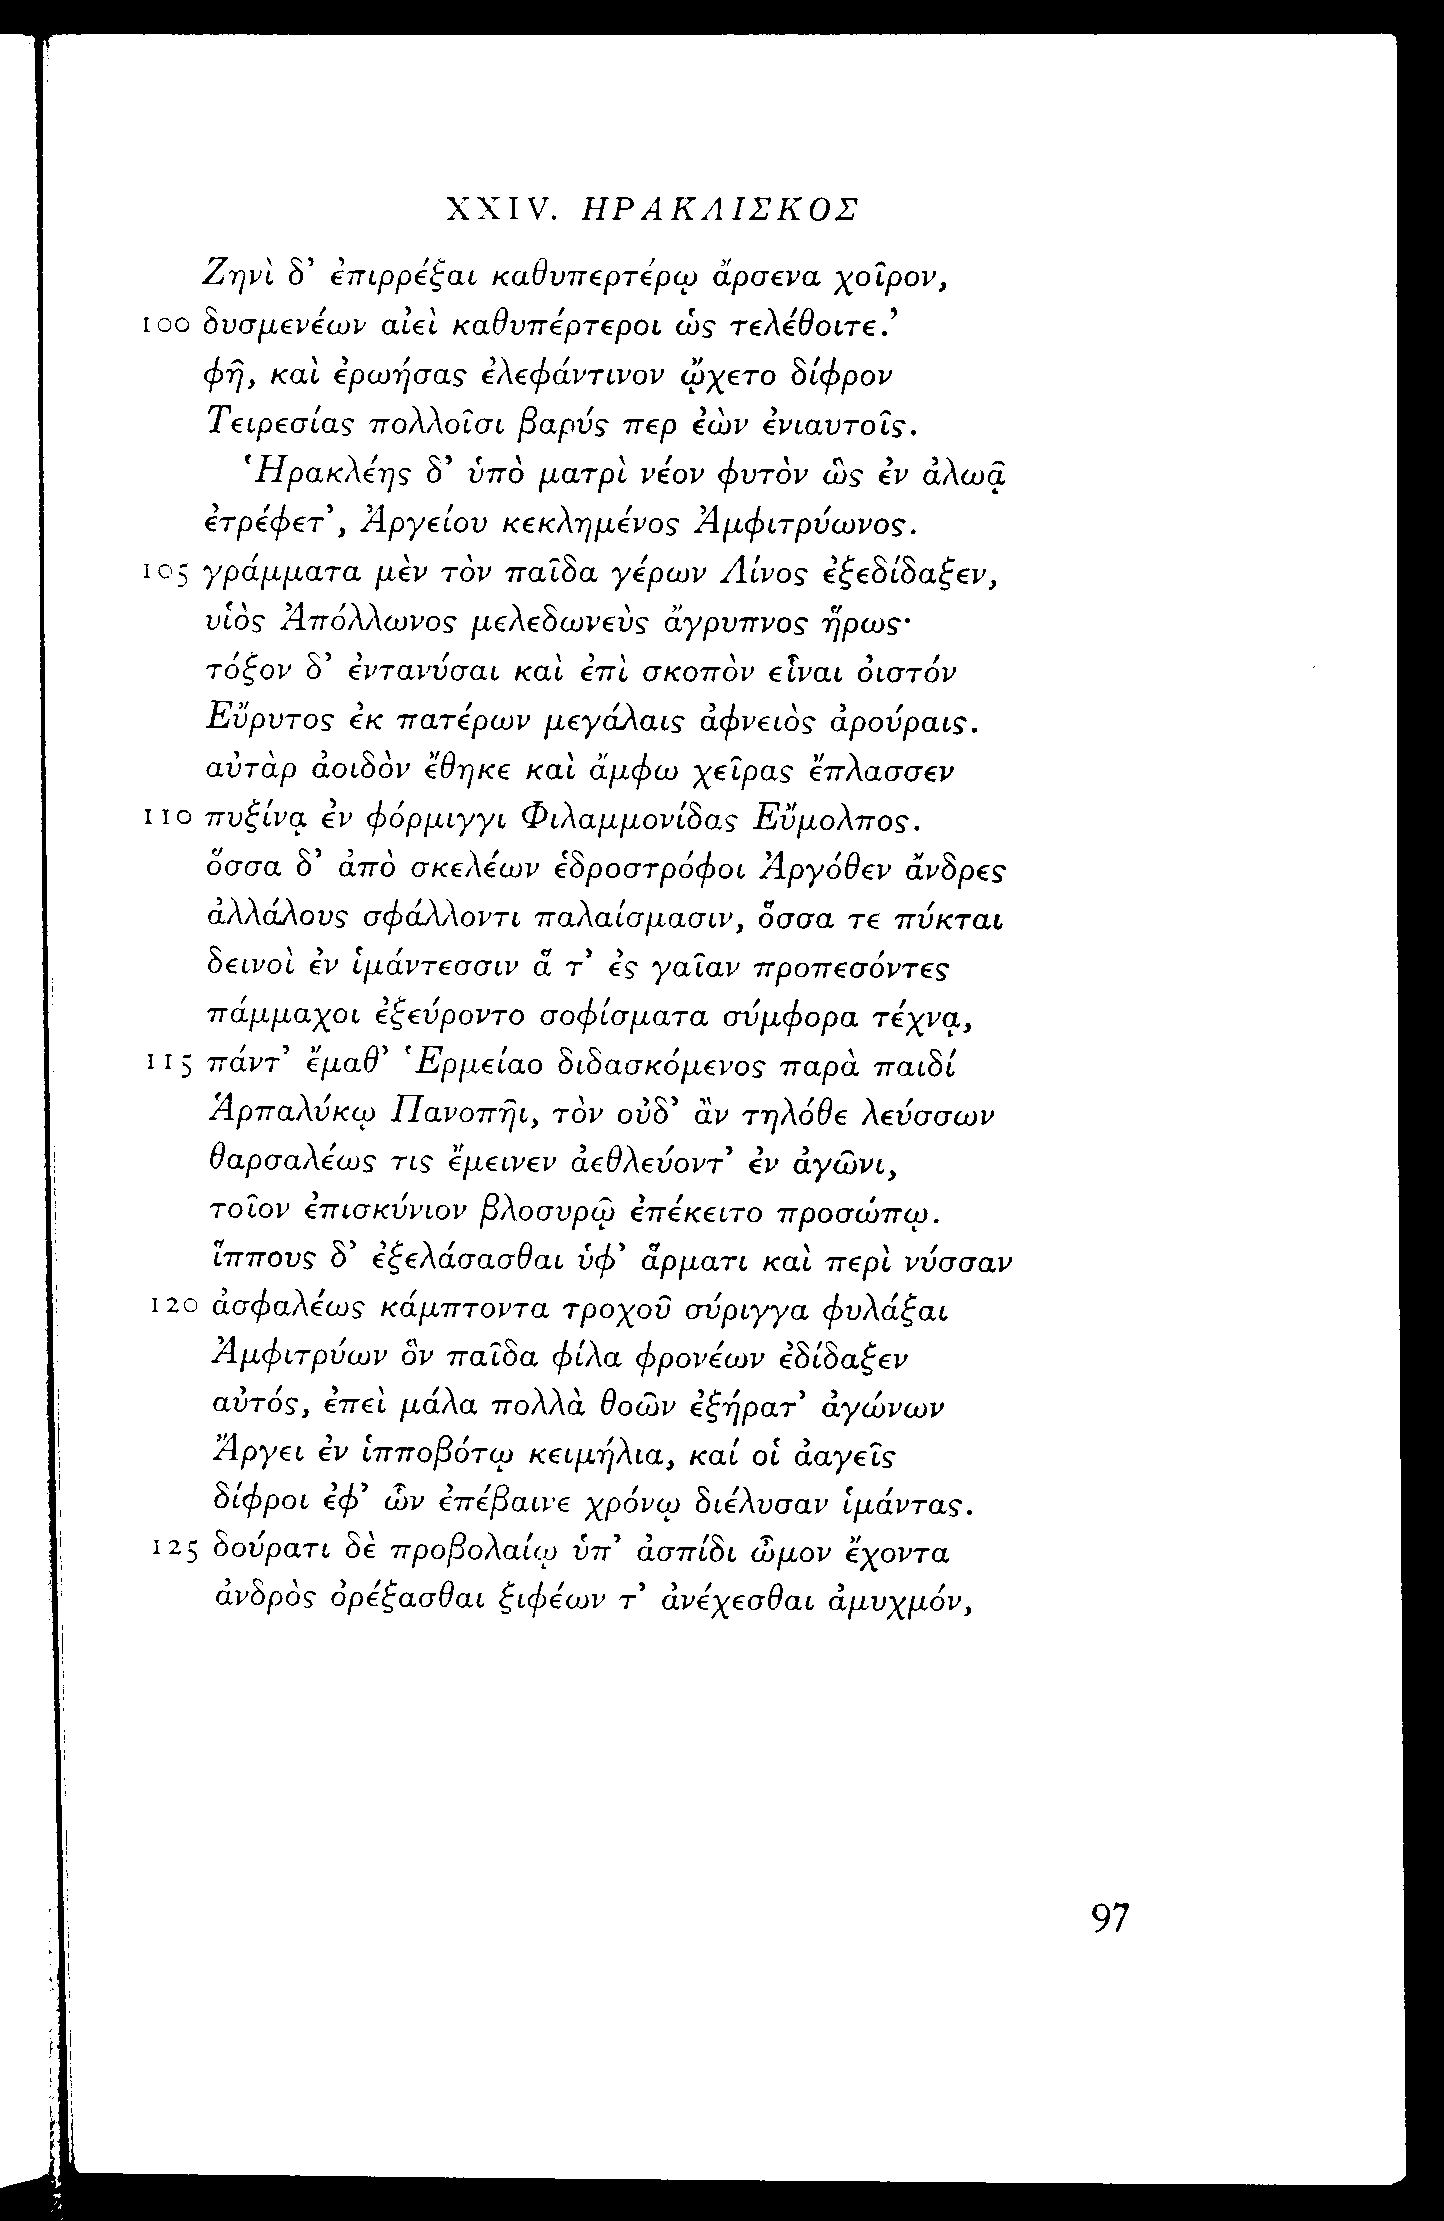 XXIV. ΗΡΑΚΛΙΣΚΟΣ
Ζηνὶ δ’ ἐπιρρέξαι καθυπερτέρῳ ἄρσενα χοῖρον,
100 δυσμενέων αἰεὶ καθυπέρτεροι ὡς τελέθοιτε.’
φῆ, καὶ ἐρωήσας ἐλεφάντινον ᾤχετο δίφρον
Τειρεσίας πολλοῖσι βαρύς περ ἐὼν ἐνιαυτοῖς.
Ἡρακλέης δ’ ὑπὸ ματρὶ νέον φυτὸν ὣς ἐν ἀλωᾷ
ἐτρέφετ’, Ἀργείου κεκλημένος Ἀμφιτρύωνος.
105 γράμματα μὲν τὸν παῖδα γέρων Λίνος ἐξεδίδαξεν,
υἱὸς Ἀπόλλωνος μελεδωνεὺς ἄγρυπνος ἥρως·
τόξον δ’ ἐντανύσαι καὶ ἐπὶ σκοπὸν εἶναι ὀιστόν
Εὔρυτος ἐκ πατέρων μεγάλαις ἀφνειὸς ἀρούραις.
αὐτὰρ ἀοιδὸν ἔθηκε καὶ ἄμφω χεῖρας ἔπλασσεν
110 πυξίνᾳ ἐν φόρμιγγι Φιλαμμονίδας Εὔμολπος.
ὅσσα δ’ ἀπὸ σκελέων ἑδροστρόφοι Ἀργόθεν ἄνδρες
ἀλλάλους σφάλλοντι παλαίσμασιν, ὅσσα τε πύκται
δεινοὶ ἐν ἱμάντεσσιν ἅ τ’ ἐς γαῖαν προπεσόντες
πάμμαχοι ἐξεύροντο σοφίσματα σύμφορα τέχνᾳ,
115 πάντ’ ἔμαθ’ Ἑρμείαο διδασκόμενος παρὰ παιδί
Ἁρπαλύκῳ Πανοπῆι, τὸν οὐδ’ ἂν τηλόθε λεύσσων
θαρσαλέως τις ἔμεινεν ἀεθλεύοντ’ ἐν ἀγῶνι,
τοῖον ἐπισκύνιον βλοσυρῷ ἐπέκειτο προσώπῳ.
ἵππους δ’ ἐξελάσασθαι ὑφ’ ἅρματι καὶ περὶ νύσσαν
120 ἀσφαλέως κάμπτοντα τροχοῦ σύριγγα φυλάξαι
Ἀμφιτρύων ὃν παῖδα φίλα φρονέων ἐδίδαξεν
αὐτός, ἐπεὶ μάλα πολλὰ θοῶν ἐξήρατ’ ἀγώνων
Ἄργει ἐν ἱπποβότῳ κειμήλια, καί οἱ ἀαγεῖς
δίφροι ἐφ’ ὧν ἐπέβαινε χρόνῳ διέλυσαν ἱμάντας.
125 δούρατι δὲ προβολαίῳ ὑπ’ ἀσπίδι ὦμον ἔχοντα
ἀνδρὸς ὀρέξασθαι ξιφέων τ’ ἀνέχεσθαι ἀμυχμόν,
97